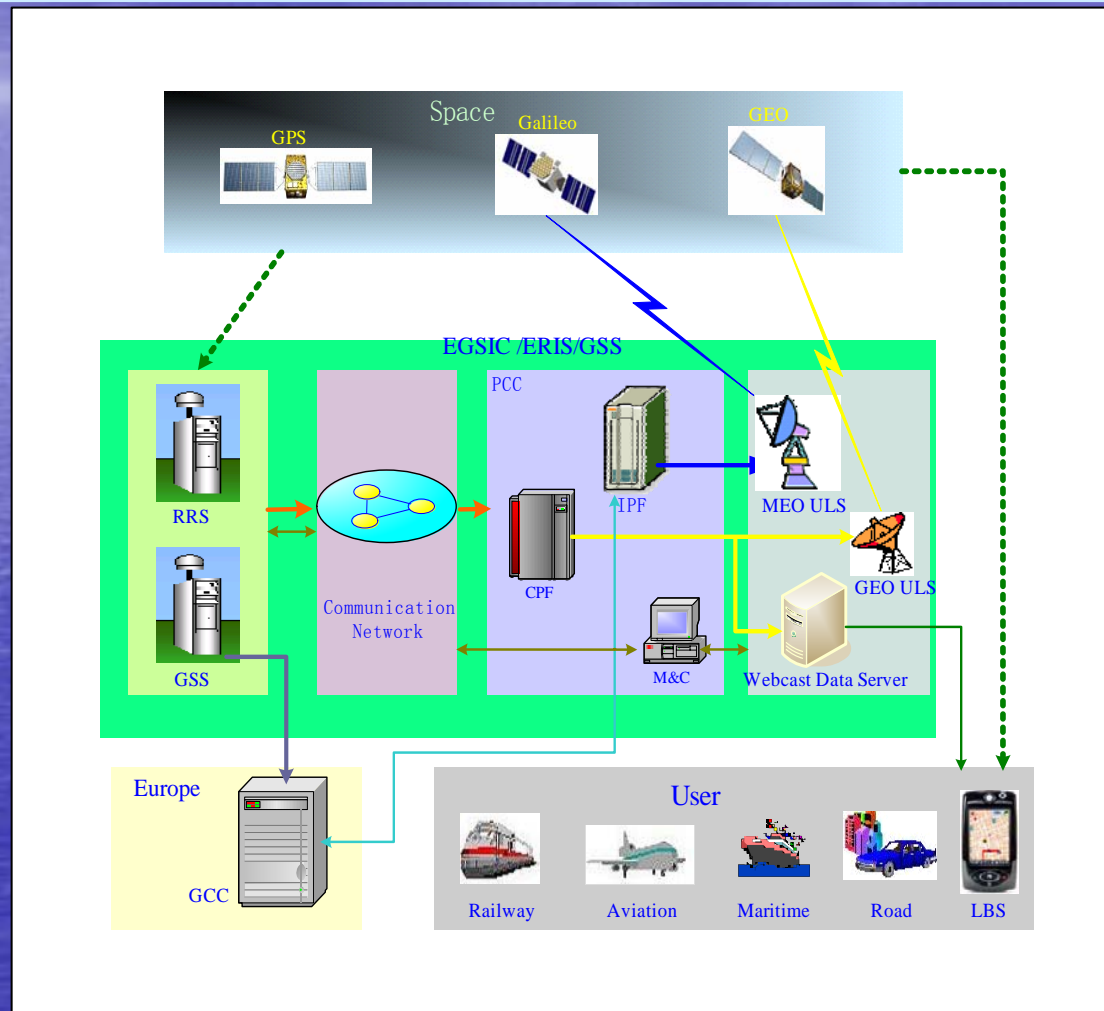 Space
GPS
Galileo
GEO
EGSIC /ERIS/GSS
PCC
RRS
IPF
MEO ULS
CPF
GEO ULS
Communication
Network
GSS
M&C
Webcast Data Server
Europe
GCC
User
Railway
Aviation
Maritime
Road
LBS